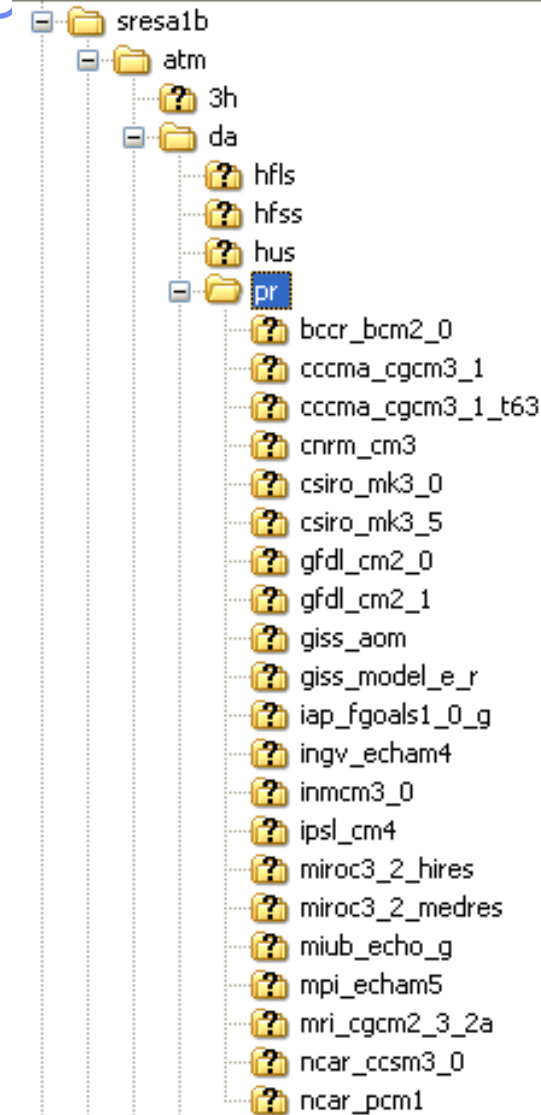 sresa1b
atm
3h
da
hfls
hfss
hus
pr
bccr_bcm2_0
cccma_cgcm3_1
cccma_cgcm3_1_t63
cnrm_cm3
csiro_mk3_0
csiro_mk3_5
gfdl_cm2_0
gfdl_cm2_1
giss_aom
giss_model_e_r
iap_fgoals1_0_g
ingv_echam4
inmcm3_0
ipsl_cm4
miroc3_2_hires
miroc3_2_medres
miub_echo_g
mpi_echam5
mri_cgcm2_3_2a
ncar_ccsm3_0
ncar_pcm1